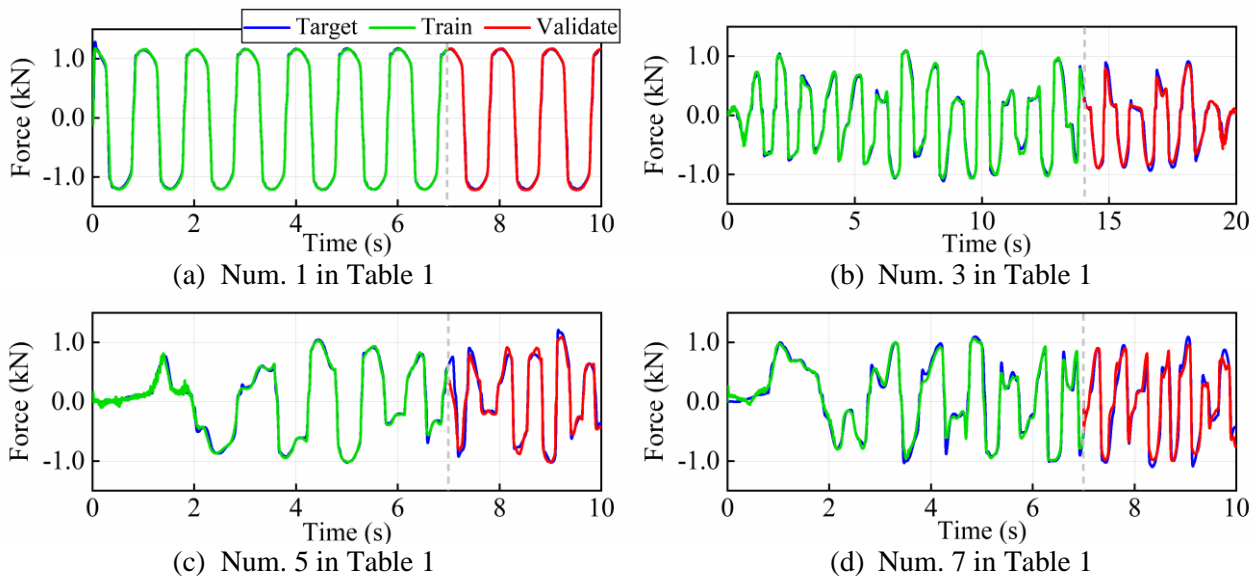 Target Train Validate
Force (kN)
1.0
0.0
-1.0
0 2 4 6 8 10
Time (s)
(a) Num. 1 in Table 1
Force (kN)
1.0
0.0
-1.0
0 5 10 15 20
Time (s)
(b) Num. 3 in Table 1
Force (kN)
1.0
0.0
-1.0
0 2 4 6 8 10
Time (s)
(c) Num. 5 in Table 1
Force (kN)
1.0
0.0
-1.0
0 2 4 6 8 10
Time (s)
(d) Num. 7 in Table 1